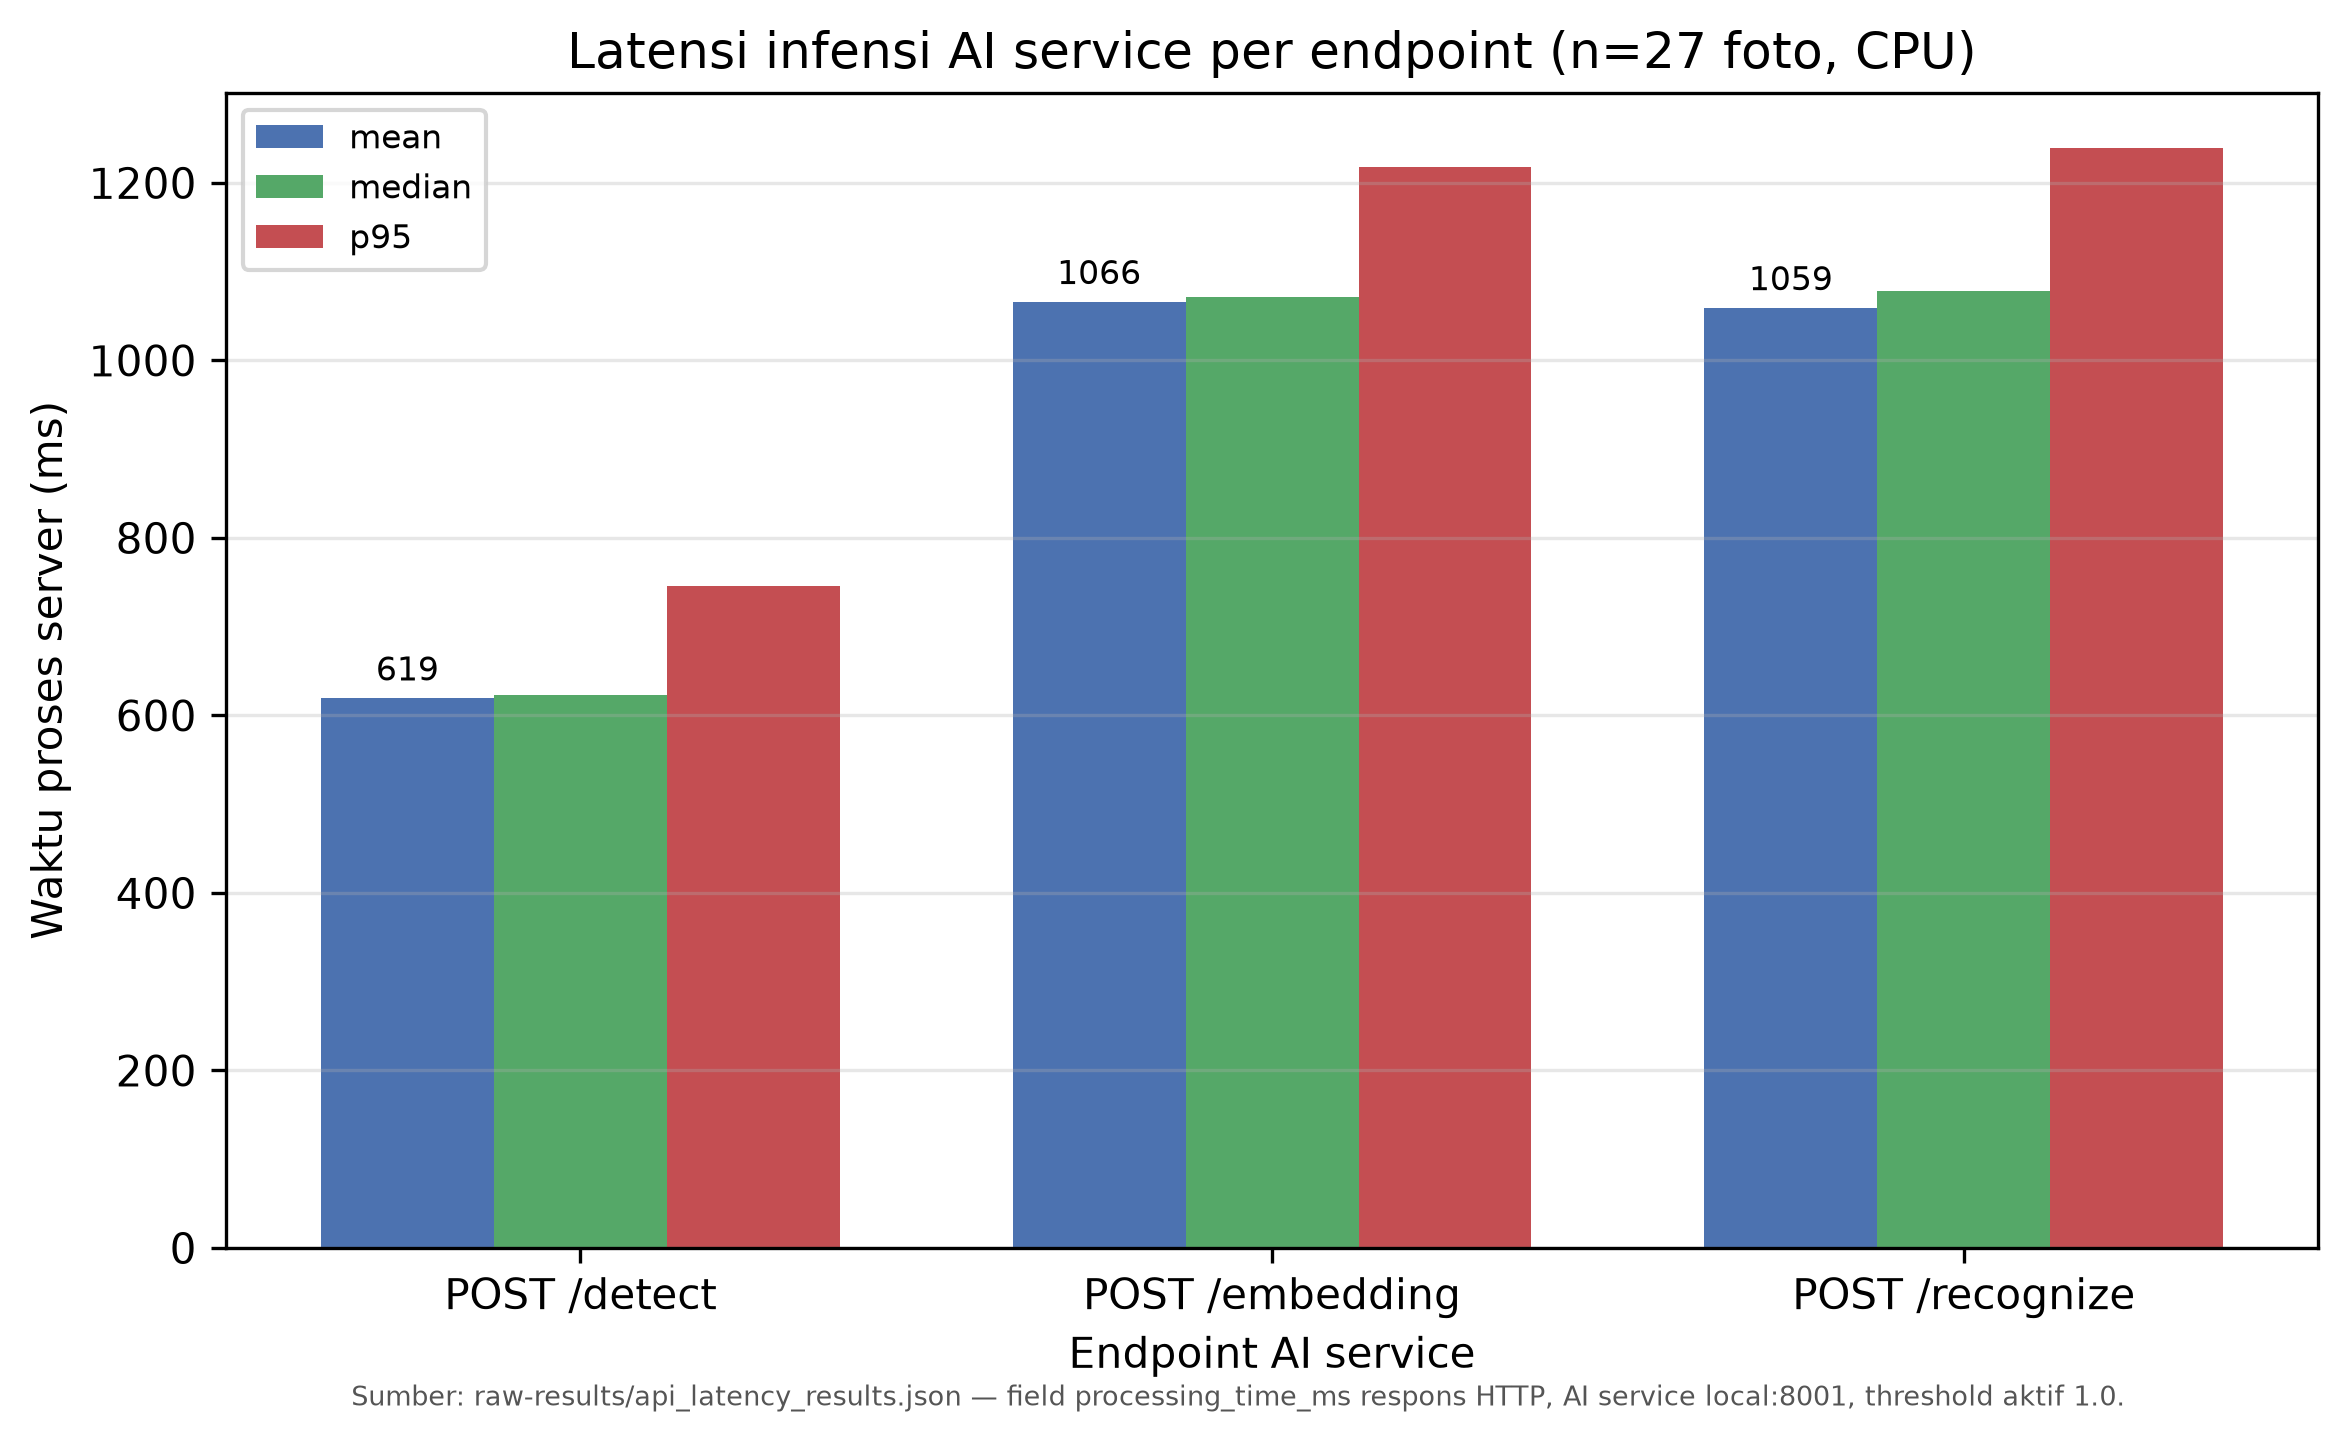 Latensi infensi AI service per endpoint (n=27 foto, CPU)
mean
median
p95
Waktu proses server (ms)
1200
1000
800
600
400
200
0
619
1066
1059
POST /detect
POST /embedding
POST /recognize
Endpoint AI service
Sumber: raw-results/api_latency_results.json — field processing_time_ms respons HTTP, AI service local:8001, threshold aktif 1.0.